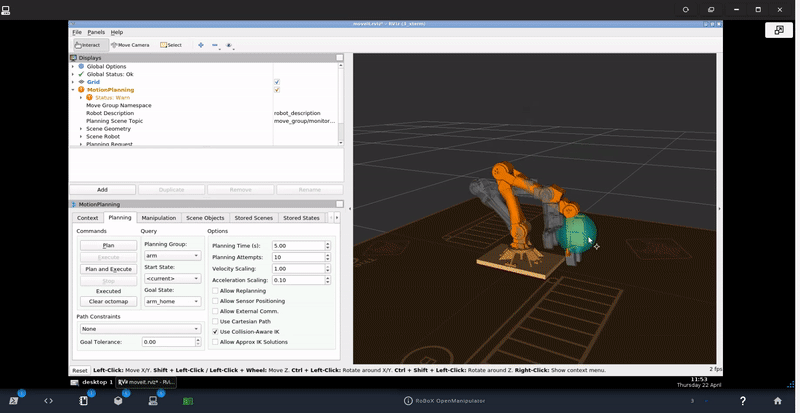 moveit.rviz* - RViz
File Panels Help
Interact Move Camera Select
Displays
Global Options
Global Status: Ok
Grid
MotionPlanning
Status: Warn
Move Group Namespace
Robot Description robot_description
Planning Scene Topic move_group/monitor...
Scene Geometry
Scene Robot
Planning Request
Add Duplicate Remove Rename
MotionPlanning
Context Planning Manipulation Scene Objects Stored Scenes Stored States
Commands Query Options
Plan
Execute
Plan and Execute
Stop
Executed
Clear octomap
Planning Group:
arm
Start State:
<current>
Goal State:
arm_home
Planning Time (s): 5.00
Planning Attempts: 10
Velocity Scaling: 1.00
Acceleration Scaling: 0.10
Allow Replanning
Allow Sensor Positioning
Allow External Comm.
Use Cartesian Path
Use Collision-Aware IK
Allow Approx IK Solutions
Path Constraints
None
Goal Tolerance: 0.00
Reset Left-Click: Move X/Y. Shift + Left-Click / Left-Click + Wheel: Move Z. Ctrl + Left-Click: Rotate around X/Y. Ctrl + Shift + Left-Click: Rotate around Z. Right-Click: Show context menu. 2 fps
desktop 1 moveit.rviz* - RVi...
11:53
Thursday 22 April
RoBoX OpenManipulator
3